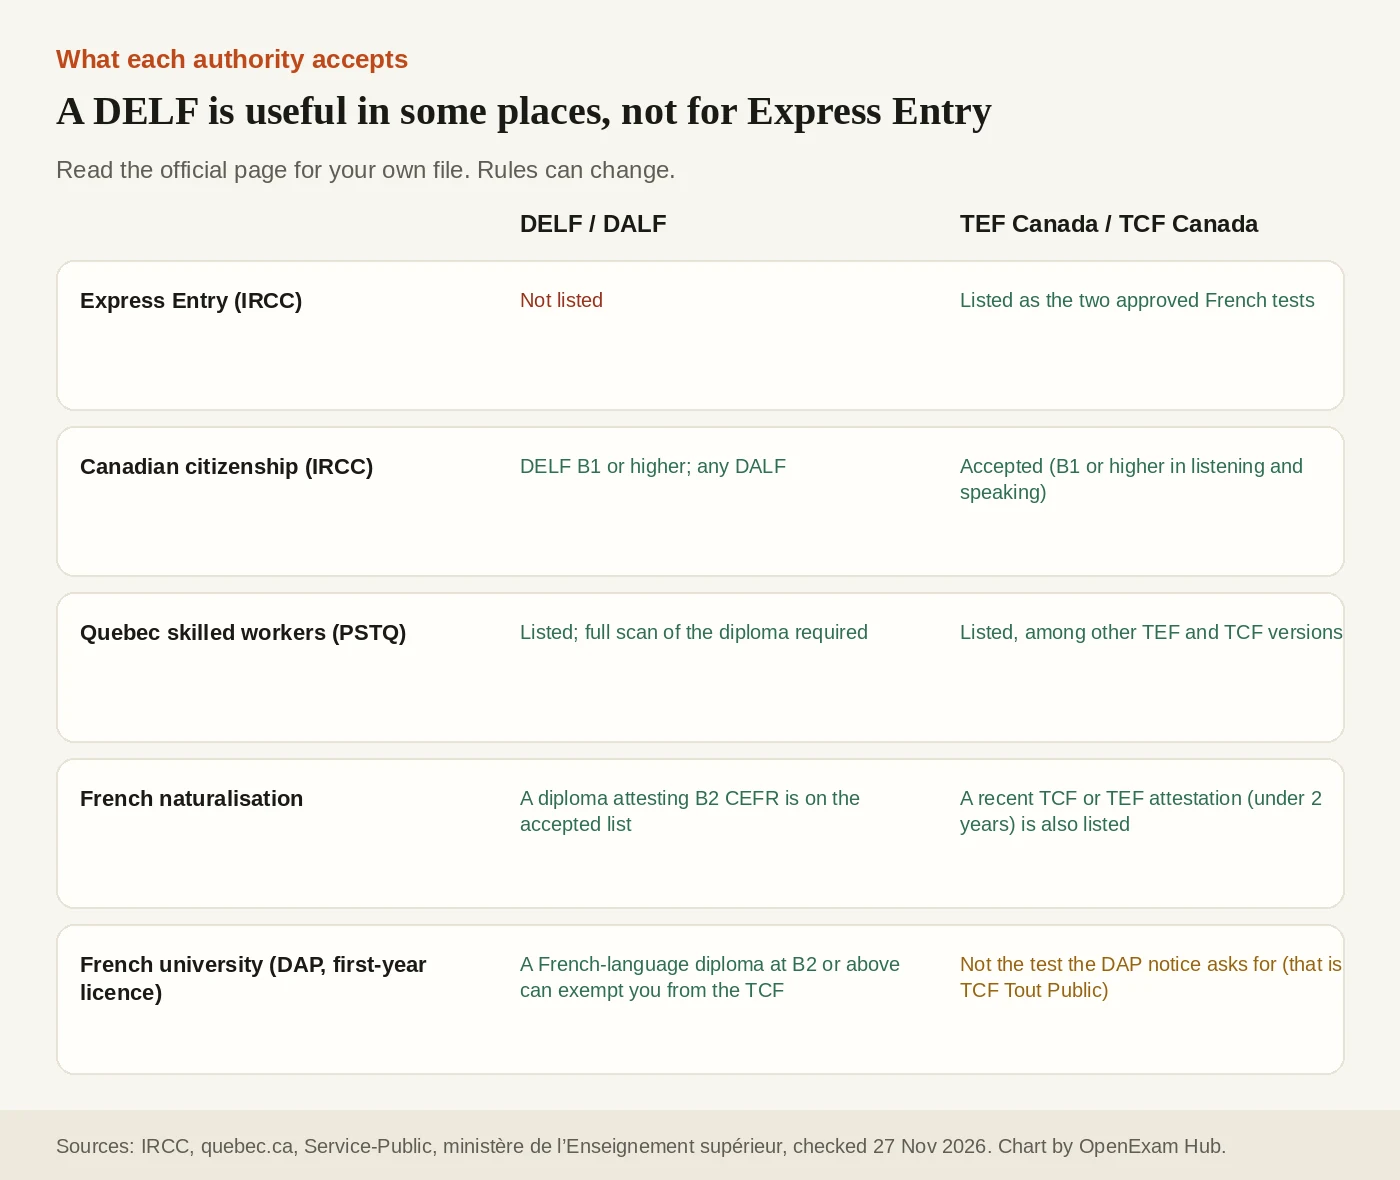 What each authority accepts
A DELF is useful in some places, not for Express Entry
Read the official page for your own file. Rules can change.
DELF / DALF
TEF Canada / TCF Canada
Express Entry (IRCC)
Not listed
Listed as the two approved French tests
Canadian citizenship (IRCC)
DELF B1 or higher; any DALF
Accepted (B1 or higher in listening and
speaking)
Quebec skilled workers (PSTQ)
Listed; full scan of the diploma required
Listed, among other TEF and TCF versions
French naturalisation
A diploma attesting B2 CEFR is on the
accepted list
A recent TCF or TEF attestation (under 2
years) is also listed
French university (DAP, first-year
licence)
A French-language diploma at B2 or above
can exempt you from the TCF
Not the test the DAP notice asks for (that is
TCF Tout Public)
Sources: IRCC, quebec.ca, Service-Public, ministère de l’Enseignement supérieur, checked 27 Nov 2026. Chart by OpenExam Hub.